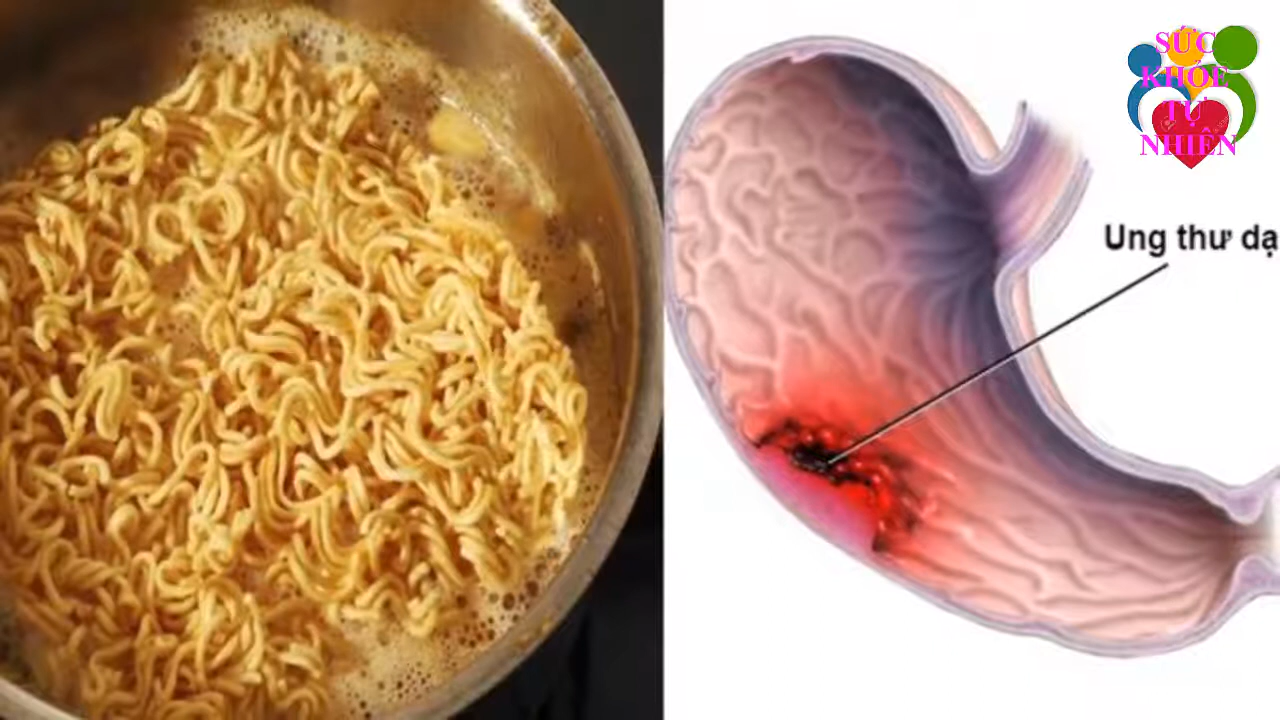 SỨC
KHỎE
TỰ
NHIÊN
Ung thư dạ